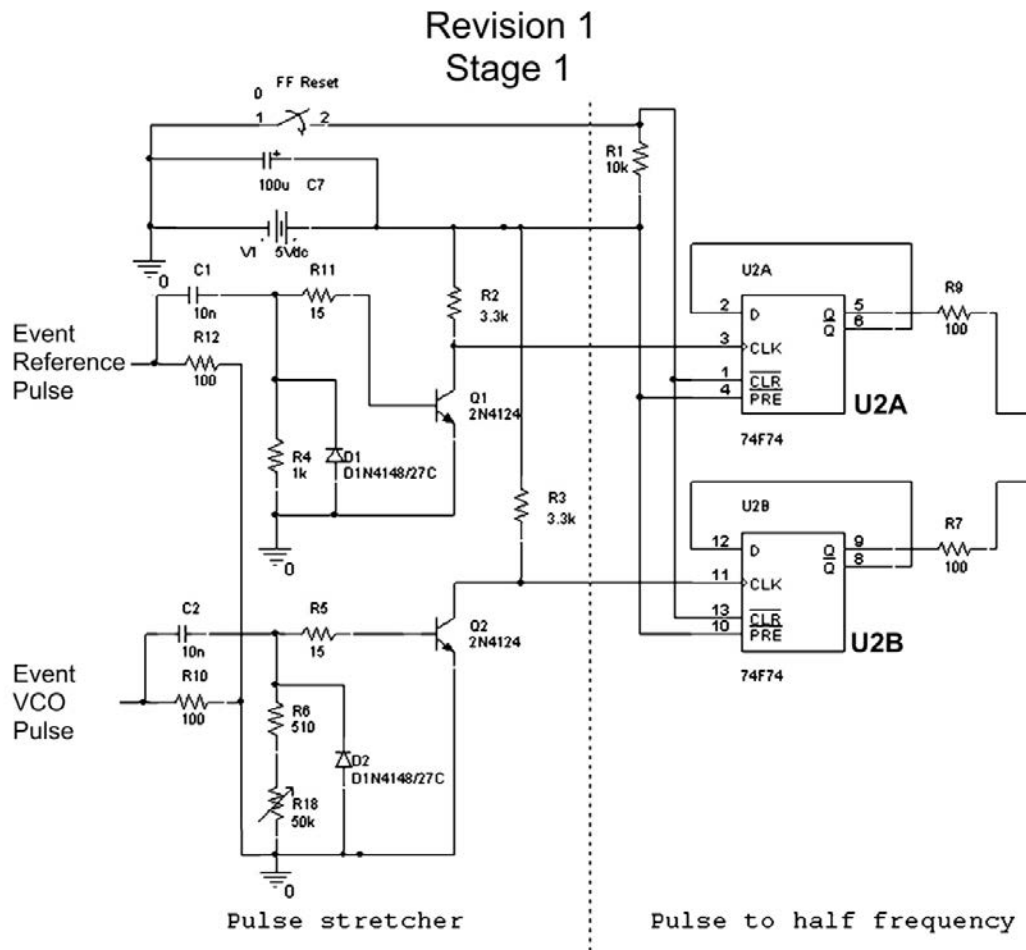 Revision 1
Stage 1
FF Reset
0
1
2
R1
10k
100u
C7
V1
5Vdc
0
C1
10n
R11
15
R2
3.3k
R12
100
Event
Reference
Pulse
Q1
2N4124
R4
1k
D1
D1N4148/27C
0
R3
3.3k
U2A
2
D
3
CLK
1
CLR
4
PRE
Q
5
Q
6
R9
100
U2A
74F74
U2B
12
D
11
CLK
13
CLR
10
PRE
Q
9
Q
8
R7
100
U2B
74F74
C2
10n
R5
15
Q2
2N4124
Event
VCO
Pulse
R10
100
R6
510
D2
D1N4148/27C
R18
50k
0
Pulse stretcher
Pulse to half frequency